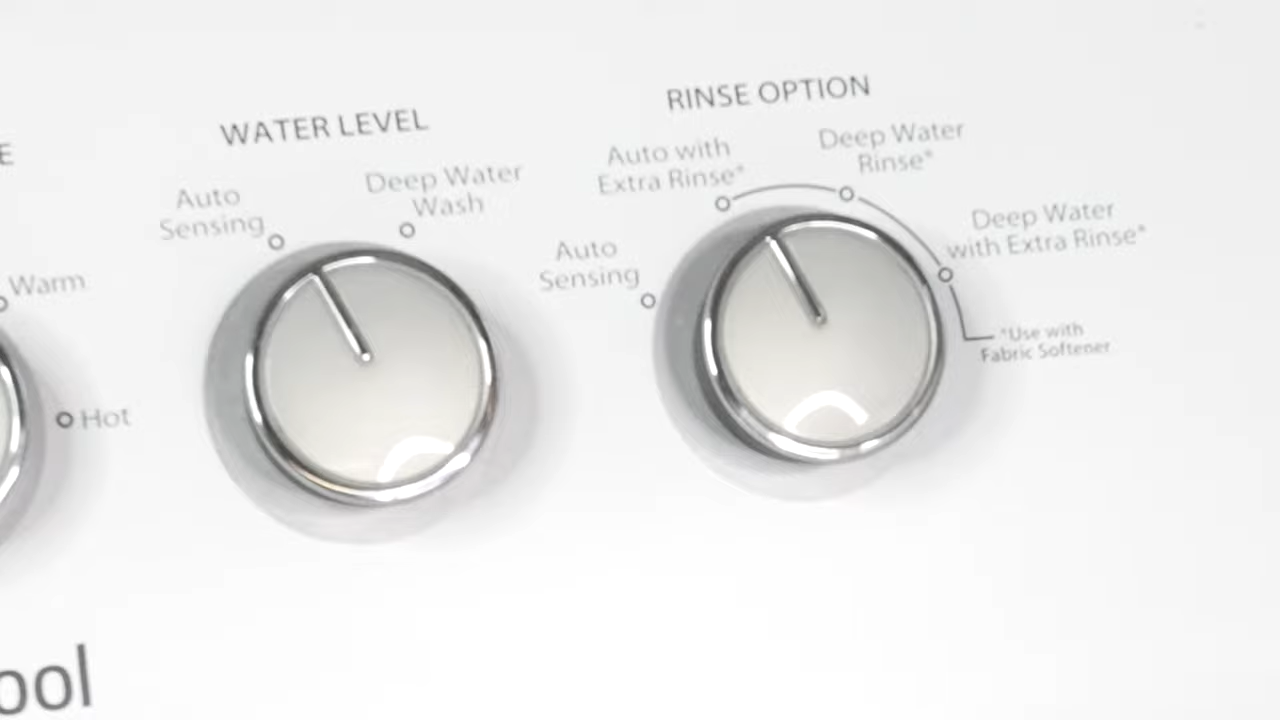 E
WATER LEVEL
RINSE OPTION
Auto
Sensing
Deep Water
Wash
Auto with
Extra Rinse*
Deep Water
Rinse*
Deep Water
with Extra Rinse*
Auto
Sensing
Warm
*Use with
Fabric Softener
Hot
ool